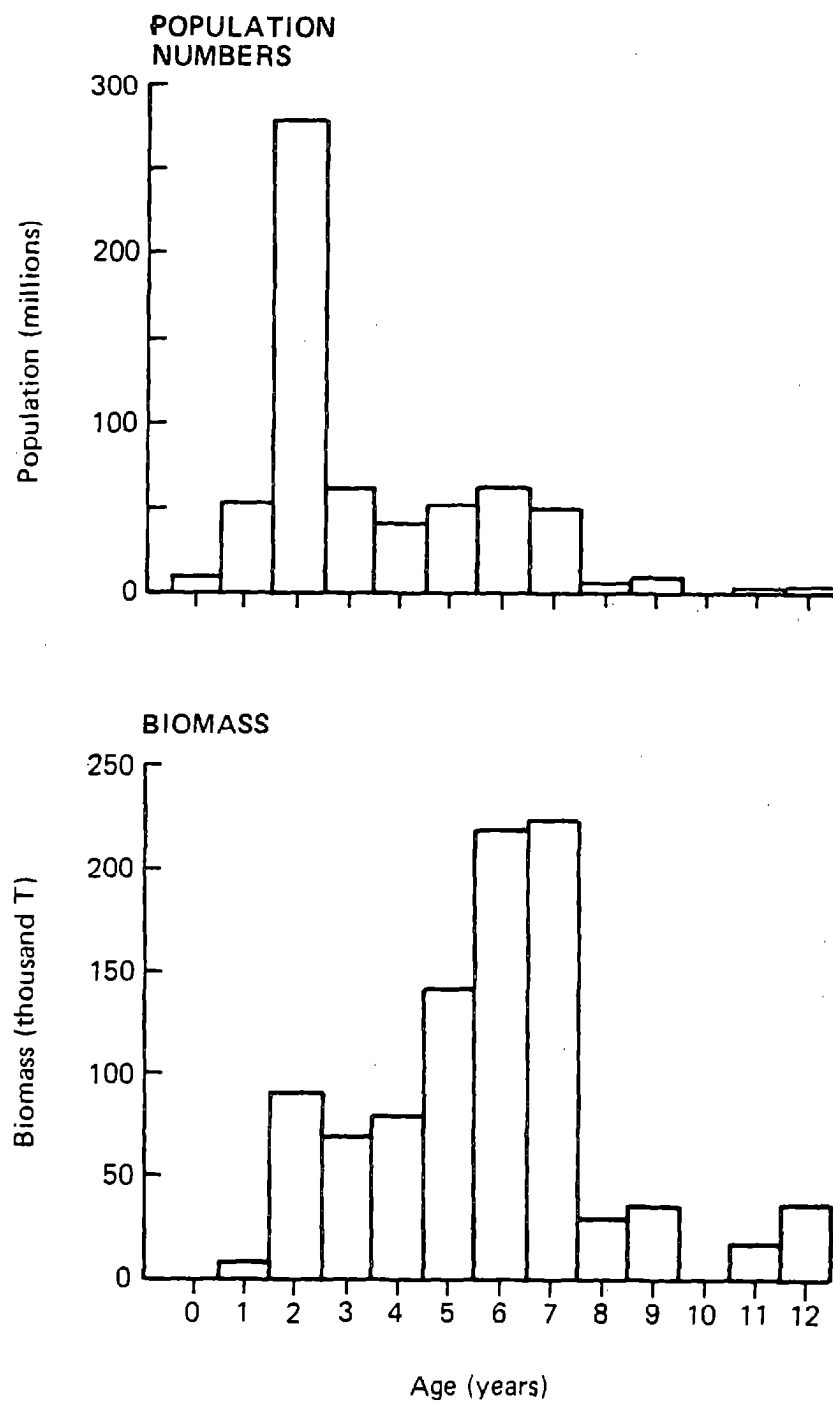 POPULATION
NUMBERS
300
200
100
0
Population (millions)
BIOMASS
250
200
150
100
50
0
Biomass (thousand T)
0 1 2 3 4 5 6 7 8 9 10 11 12
Age (years)